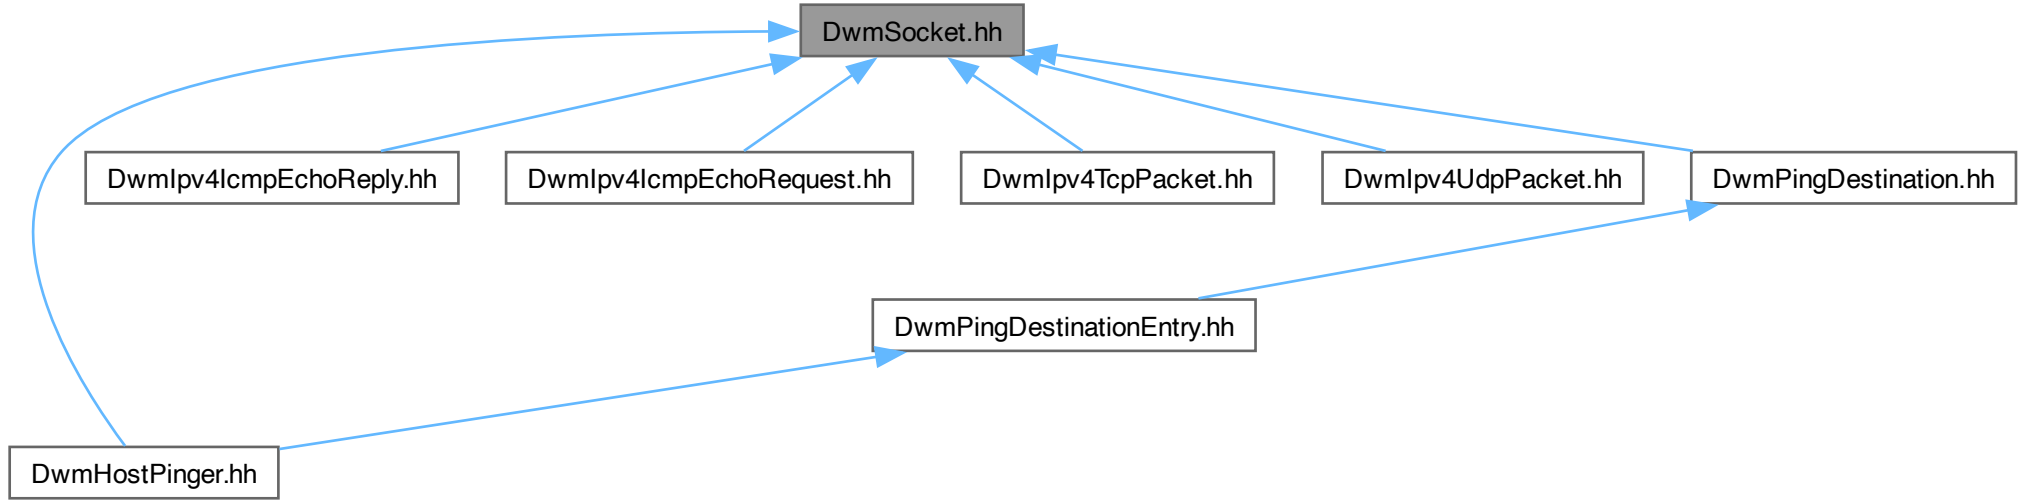 DwmSocket.hh
DwmIpv4IcmpEchoReply.hh
DwmIpv4IcmpEchoRequest.hh
DwmIpv4TcpPacket.hh
DwmIpv4UdpPacket.hh
DwmPingDestination.hh
DwmPingDestinationEntry.hh
DwmHostPinger.hh